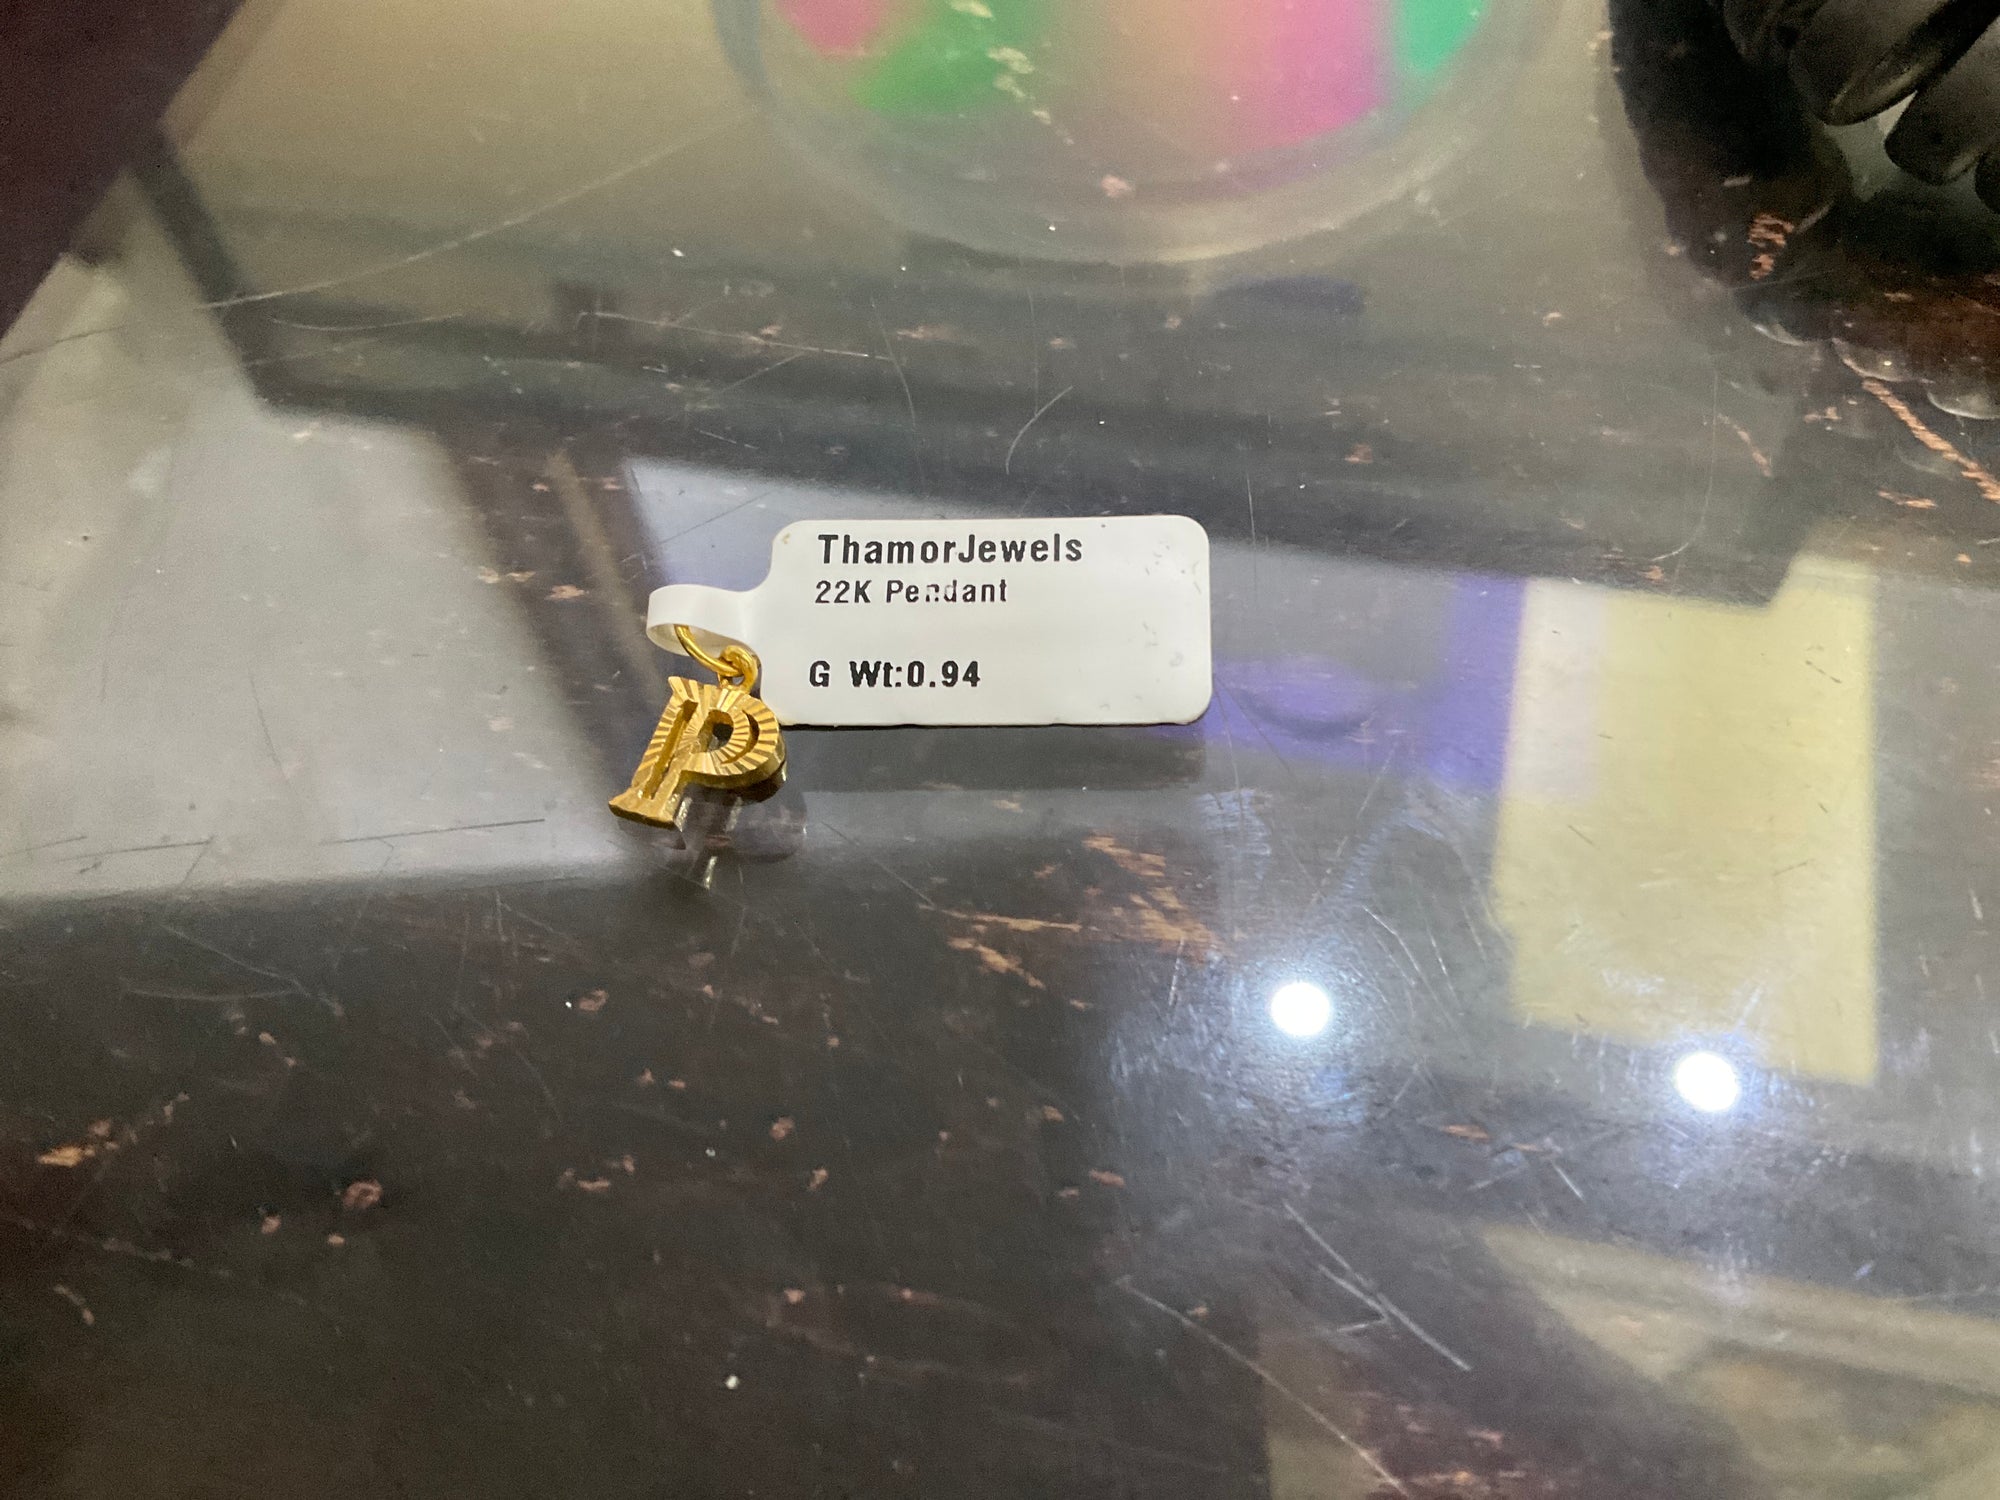 ThamorJewels
22K Pendant
G Wt:0.94
P